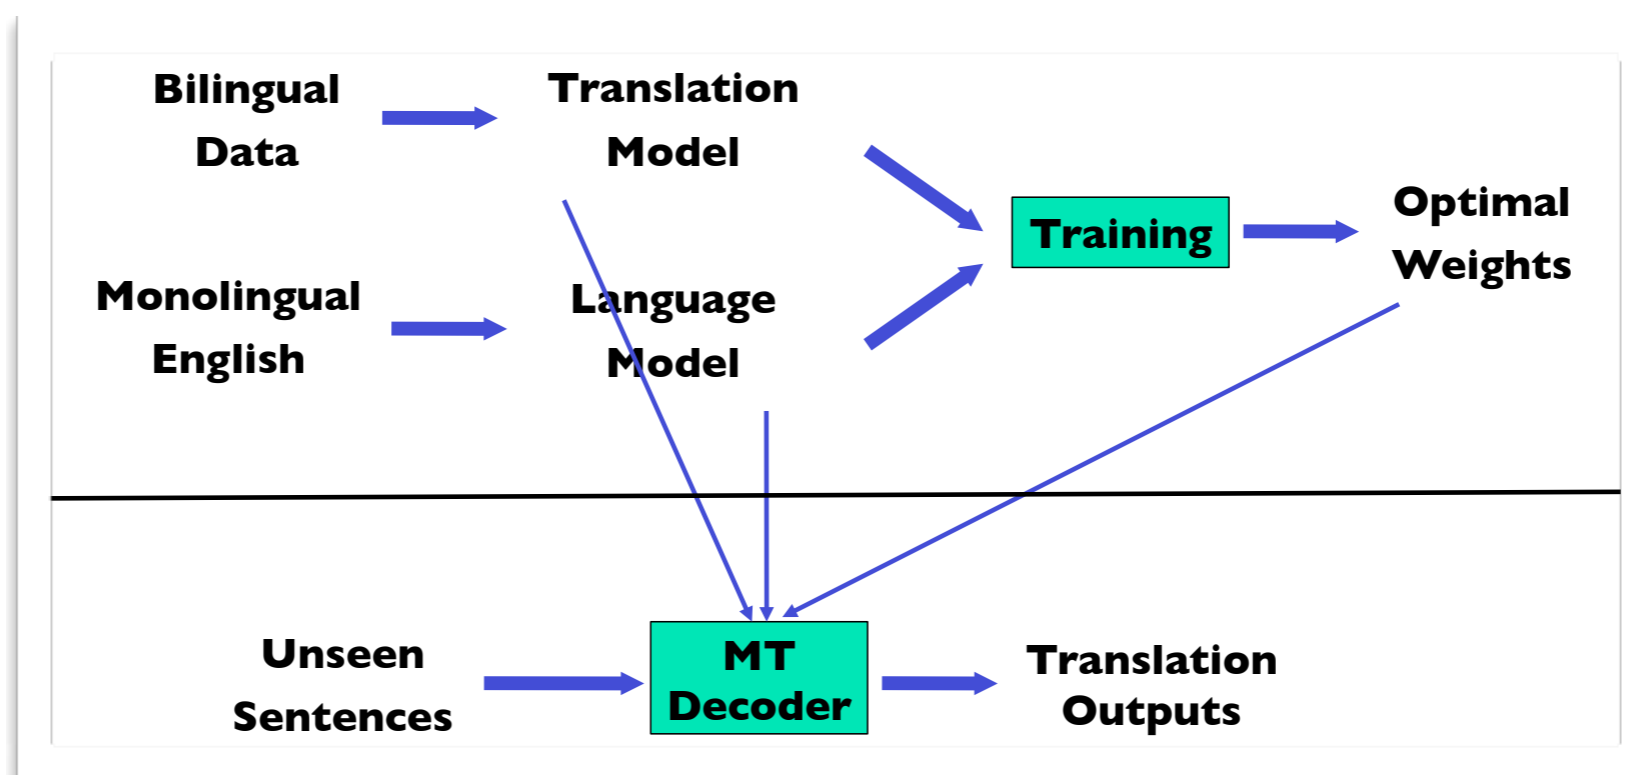 Bilingual
Data
Translation
Model
Monolingual
English
Language
Model
Training
Optimal
Weights
Unseen
Sentences
MT
Decoder
Translation
Outputs